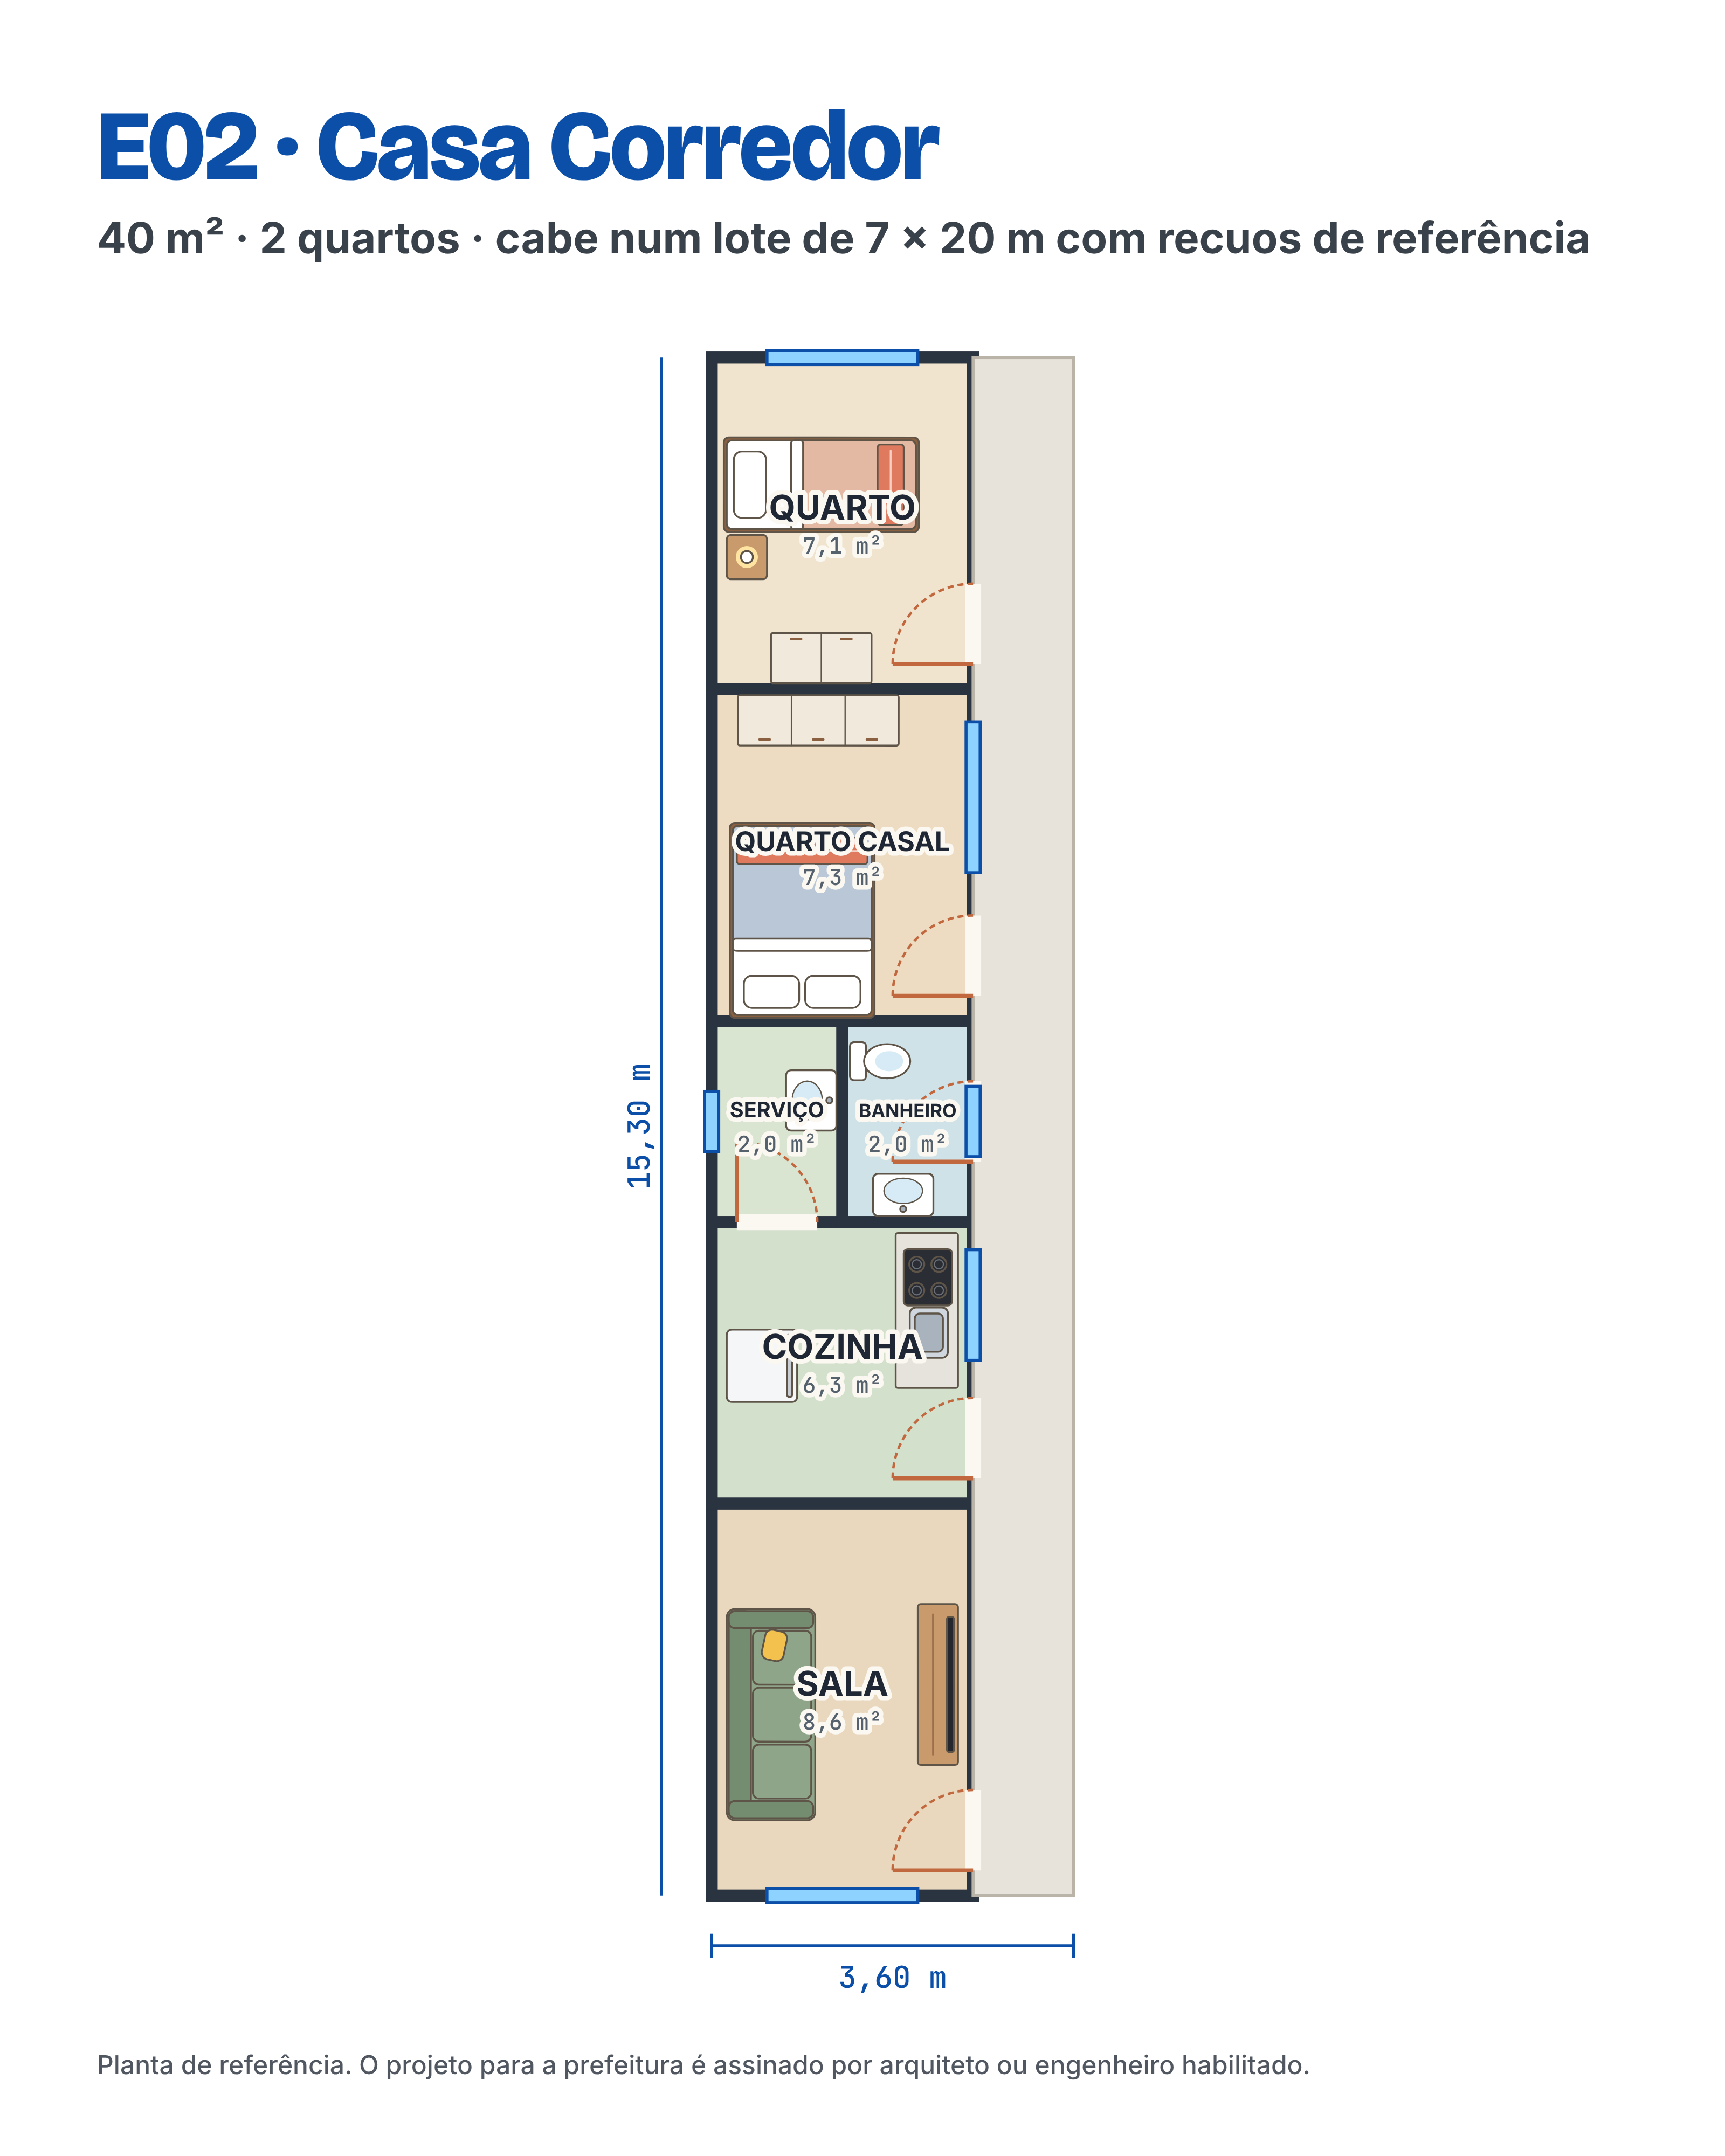 E02 · Casa Corredor
40 m² · 2 quartos · cabe num lote de 7 × 20 m com recuos de referência
QUARTO
7,1 m²
QUARTO CASAL
7,3 m²
15,30 m
SERVIÇO
2,0 m²
BANHEIRO
2,0 m²
COZINHA
6,3 m²
SALA
8,6 m²
3,60 m
Planta de referência. O projeto para a prefeitura é assinado por arquiteto ou engenheiro habilitado.